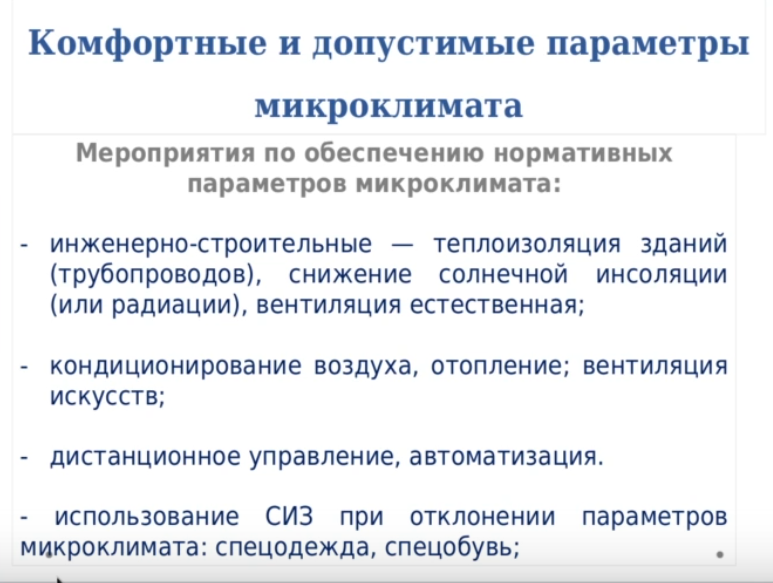 Комфортные и допустимые параметры
микроклимата
Мероприятия по обеспечению нормативных
параметров микроклимата:
- инженерно-строительные — теплоизоляция зданий
(трубопроводов), снижение солнечной инсоляции
(или радиации), вентиляция естественная;
- кондиционирование воздуха, отопление; вентиляция
искусств;
- дистанционное управление, автоматизация.
- использование СИЗ при отклонении параметров
микроклимата: спецодежда, спецобувь;